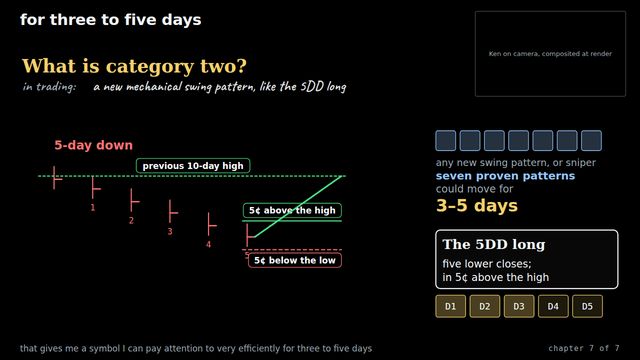 for three to five days
Ken on camera, composited at render
What is category two?
in trading: a new mechanical swing pattern, like the 5DD long
5-day down
previous 10-day high
1
2
3
4
5¢ above the high
5
5¢ below the low
any new swing pattern, or sniper
seven proven patterns
could move for
3–5 days
The 5DD long
five lower closes;
in 5¢ above the high
D1 D2 D3 D4 D5
that gives me a symbol I can pay attention to very efficiently for three to five days
chapter 7 of 7